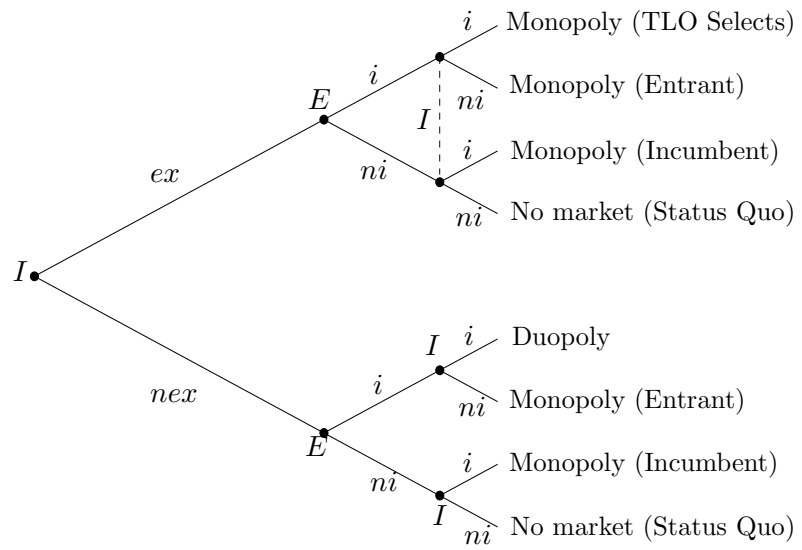 i
Monopoly (TLO Selects)
i
ni
Monopoly (Entrant)
E
I
i
Monopoly (Incumbent)
ex
ni
ni
No market (Status Quo)
I
i
Duopoly
I
nex
i
ni
Monopoly (Entrant)
E
i
Monopoly (Incumbent)
ni
I
ni
No market (Status Quo)